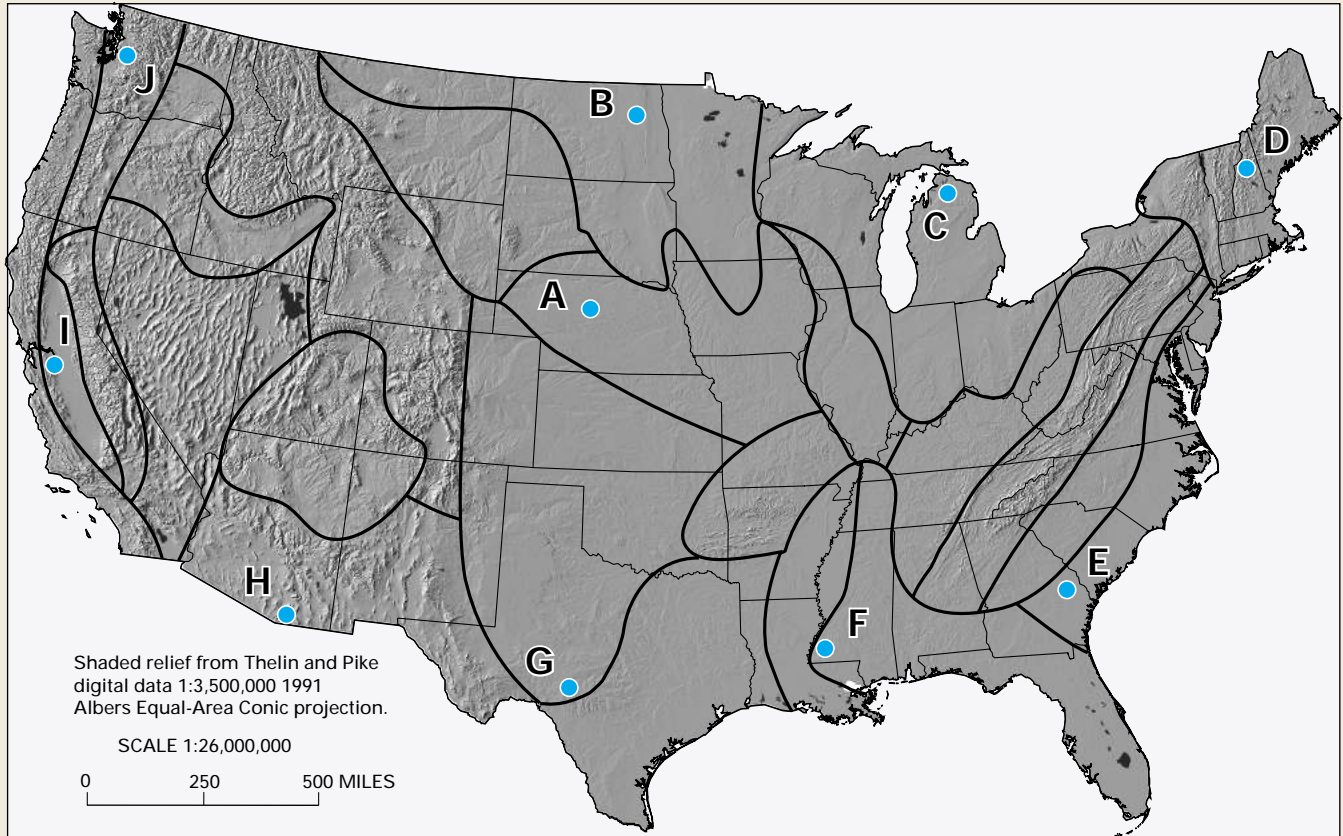 J
B
D
C
A
I
E
H
F
G
Shaded relief from Thelin and Pike
digital data 1:3,500,000 1991
Albers Equal-Area Conic projection.
SCALE 1:26,000,000
0 250 500 MILES